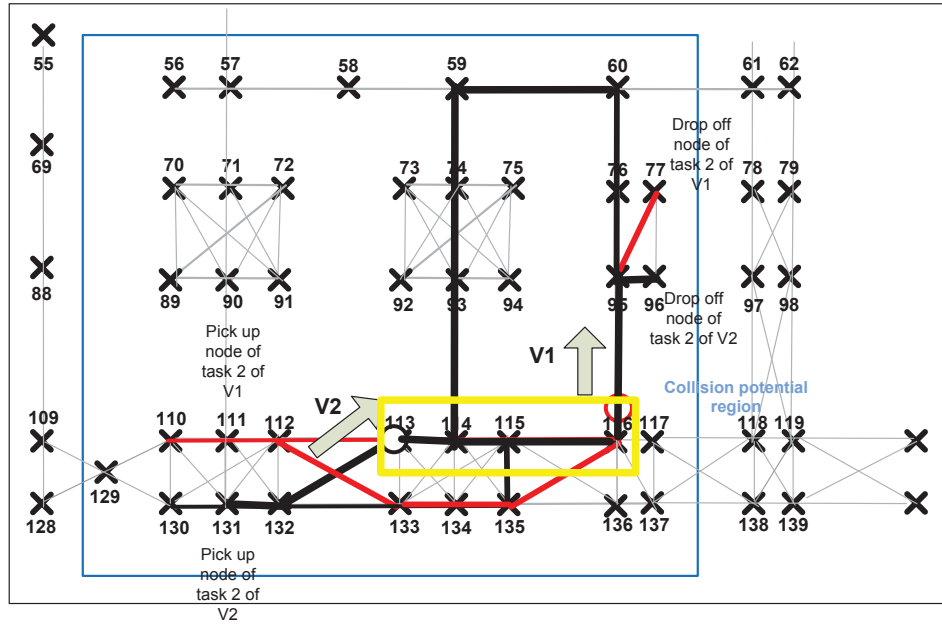 55
56
57
58
59
60
61
62
69
70
71
72
73
74
75
76
77
78
79
Drop off
node of
task 2 of
V1
88
89
90
91
92
93
94
95
96
97
98
Drop off
node of
task 2 of V2
Pick up
node of
task 2 of
V1
V1
V2
Collision potential
region
109
110
111
112
113
114
115
116
117
118
119
128
129
130
131
132
133
134
135
136
137
138
139
Pick up
node of
task 2 of
V2